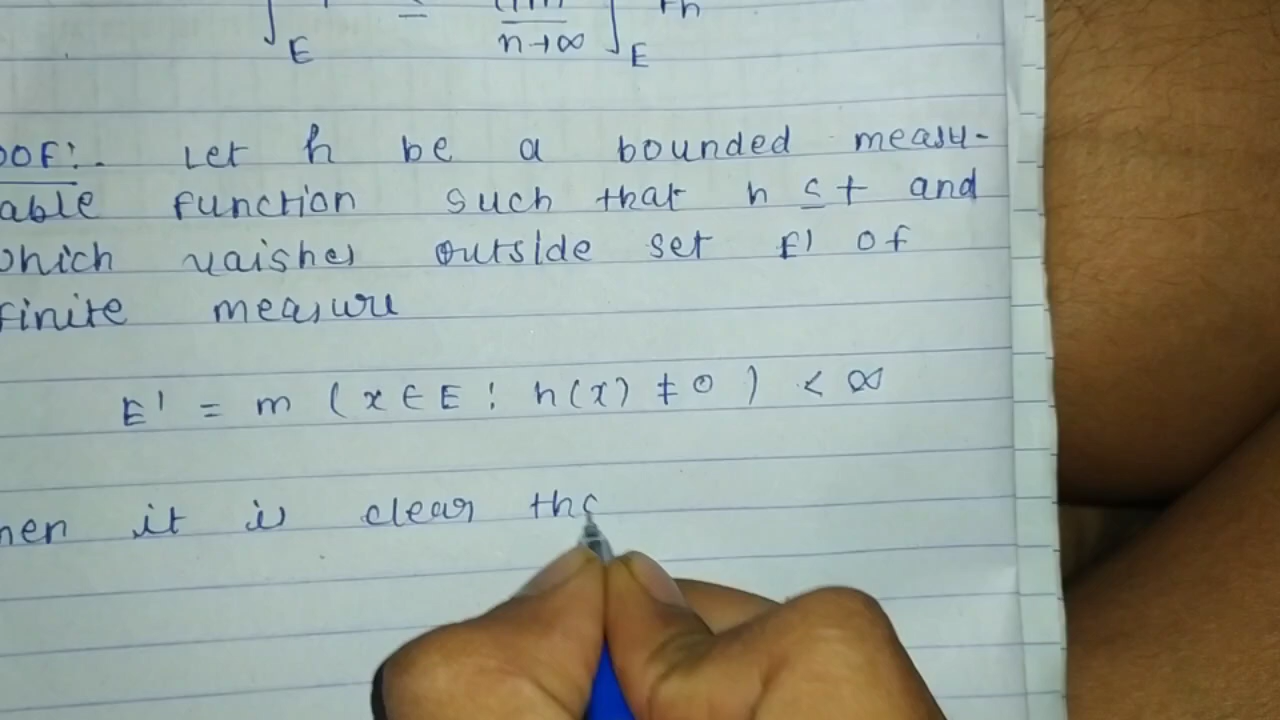 ∫E = lim n→∞ ∫E fn
oof:. Let h be a bounded measu-
able function such that h ≤ f and
which vaishes outside set E' of
finite measure
E' = m (x∈E : h(x) ≠ 0) < ∞
hen it is clear tha